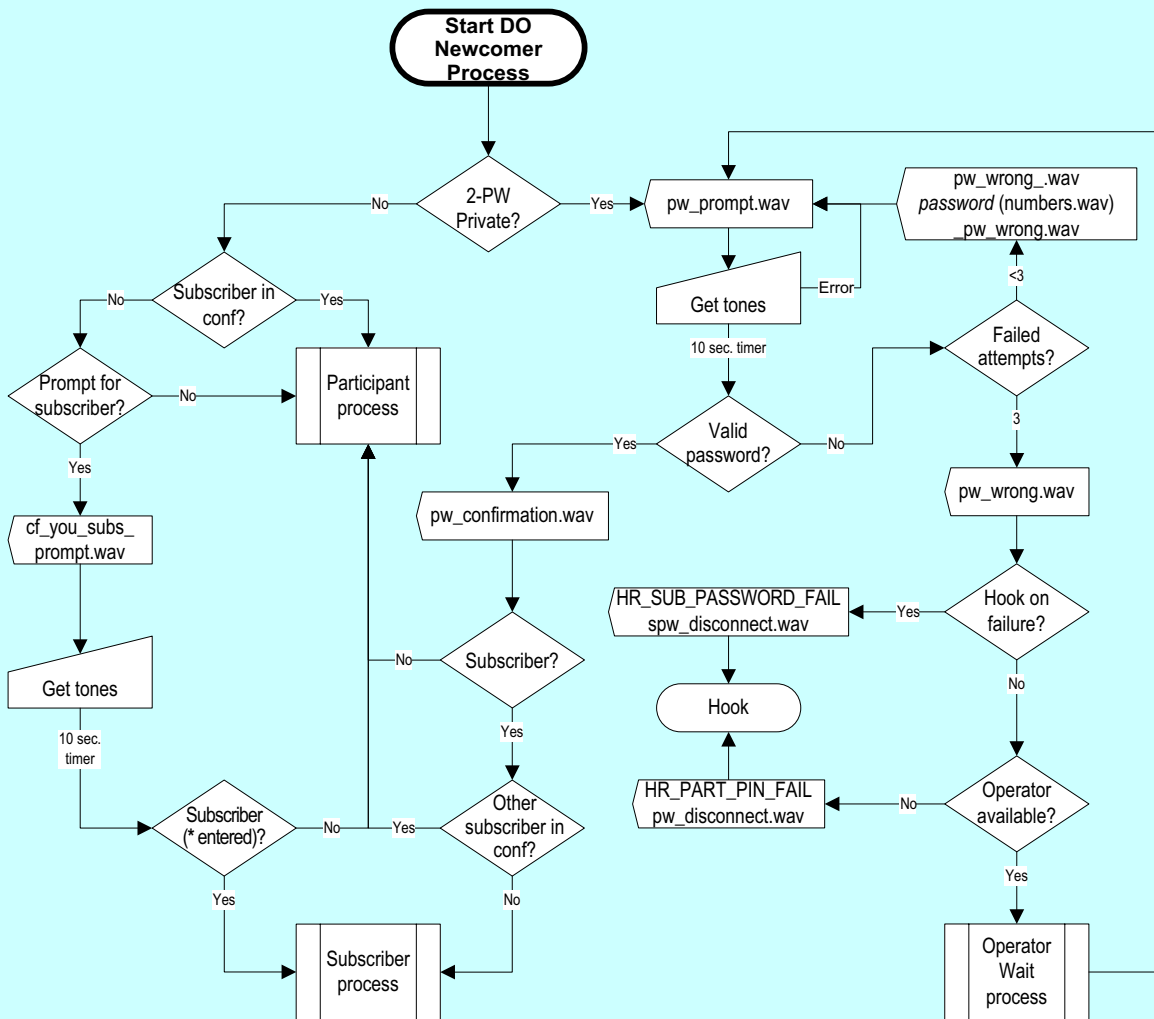 Start DO
Newcomer
Process
2-PW
Private?
No
Yes
pw_prompt.wav
pw_wrong_.wav
password (numbers.wav)
_pw_wrong.wav
<3
Subscriber in
conf?
No
Yes
Get tones
Error
10 sec. timer
Failed
attempts?
3
Prompt for
subscriber?
No
Yes
Participant
process
Valid
password?
Yes
No
pw_wrong.wav
cf_you_subs_
prompt.wav
pw_confirmation.wav
Hook on
failure?
Yes
No
HR_SUB_PASSWORD_FAIL
spw_disconnect.wav
Get tones
10 sec.
timer
Subscriber?
No
Yes
Hook
Subscriber
(* entered)?
No
Yes
Other
subscriber in
conf?
Yes
No
HR_PART_PIN_FAIL
pw_disconnect.wav
Operator
available?
No
Yes
Subscriber
process
Operator
Wait
process